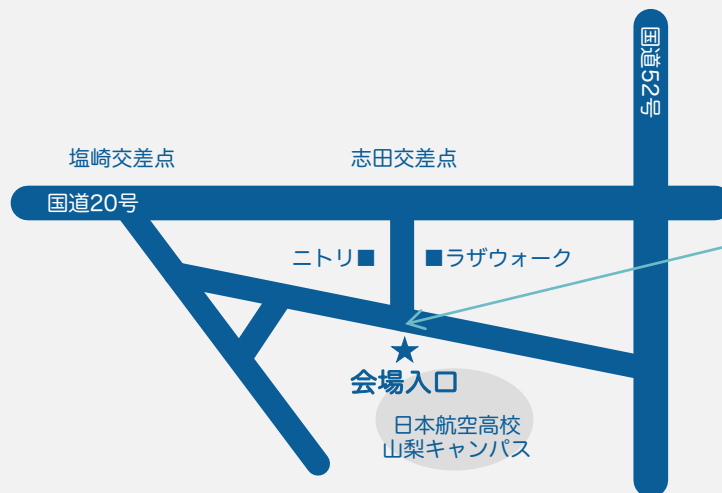 国道52号
塩崎交差点
志田交差点
国道20号
ニトリ■
■ラザウォーク
★
会場入口
日本航空高校
山梨キャンパス